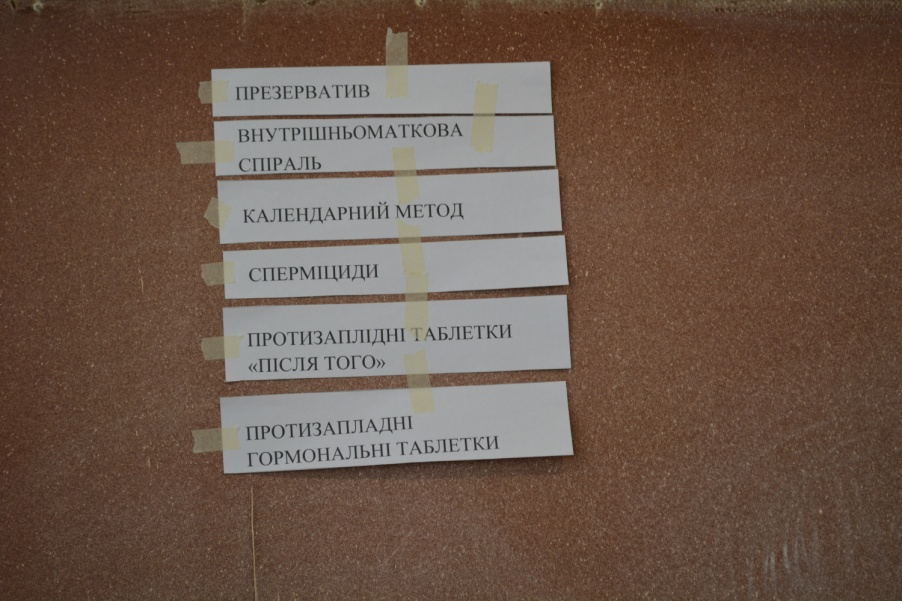 ПРЕЗЕРВАТИВ
ВНУТРІШНЬОМАТКОВА
СПІРАЛЬ
КАЛЕНДАРНИЙ МЕТОД
СПЕРМІЦИДИ
ПРОТИЗАПЛІДНІ ТАБЛЕТКИ
«ПІСЛЯ ТОГО»
ПРОТИЗАПЛАДНІ
ГОРМОНАЛЬНІ ТАБЛЕТКИ